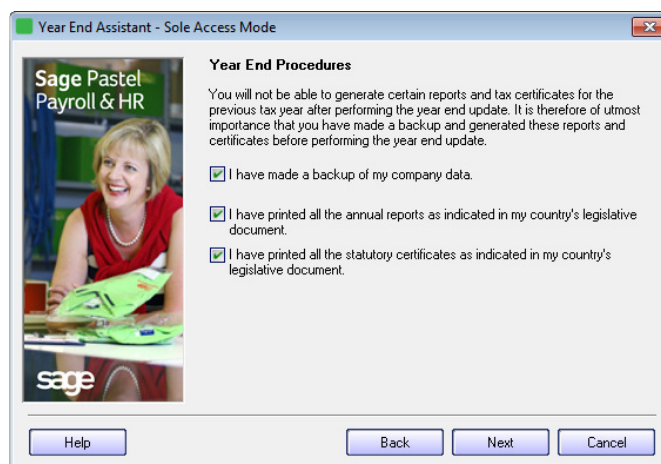 Year End Assistant - Sole Access Mode
Sage Pastel
Payroll & HR
Year End Procedures
You will not be able to generate certain reports and tax certificates for the
previous tax year after performing the year end update. It is therefore of utmost
importance that you have made a backup and generated these reports and
certificates before performing the year end update.
I have made a backup of my company data.
I have printed all the annual reports as indicated in my country's legislative
document.
I have printed all the statutory certificates as indicated in my country's
legislative document.
sage
Help
Back
Next
Cancel